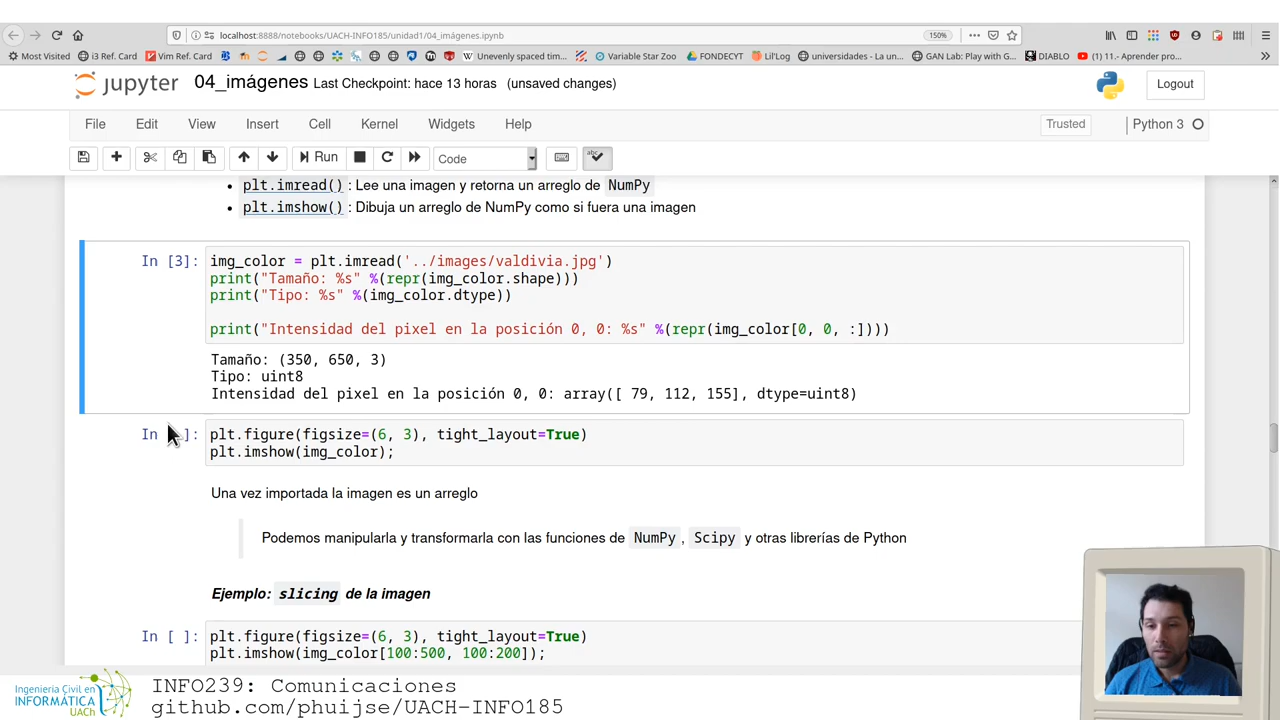 localhost:8888/notebooks/UACH-INFO185/unidad1/04_imágenes.ipynb
150%
Most Visited
i3 Ref. Card
Vim Ref. Card
Unevenly spaced tim...
Variable Star Zoo
FONDECYT
Lil'Log
universidades - La un...
GAN Lab: Play with G...
DIABLO
(1) 11.- Aprender pro...
jupyter
04_imágenes Last Checkpoint: hace 13 horas (unsaved changes)
Logout
File
Edit
View
Insert
Cell
Kernel
Widgets
Help
Trusted
Python 3
Run
Code
plt.imread() : Lee una imagen y retorna un arreglo de NumPy
plt.imshow() : Dibuja un arreglo de NumPy como si fuera una imagen
In [3]:
img_color = plt.imread('../images/valdivia.jpg')
print("Tamaño: %s" %(repr(img_color.shape)))
print("Tipo: %s" %(img_color.dtype))
print("Intensidad del pixel en la posición 0, 0: %s" %(repr(img_color[0, 0, :])))
Tamaño: (350, 650, 3)
Tipo: uint8
Intensidad del pixel en la posición 0, 0: array([ 79, 112, 155], dtype=uint8)
In [ ]:
plt.figure(figsize=(6, 3), tight_layout=True)
plt.imshow(img_color);
Una vez importada la imagen es un arreglo
Podemos manipularla y transformarla con las funciones de NumPy , Scipy y otras librerías de Python
Ejemplo: slicing de la imagen
In [ ]:
plt.figure(figsize=(6, 3), tight_layout=True)
plt.imshow(img_color[100:500, 100:200]);
Ingeniería Civil en
INFORMÁTICA
UACh
INFO239: Comunicaciones
github.com/phuijse/UACH-INFO185